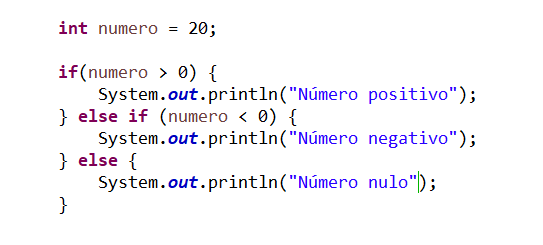 int numero = 20;
if(numero > 0) {
System.out.println("Número positivo");
} else if (numero < 0) {
System.out.println("Número negativo");
} else {
System.out.println("Número nulo");
}